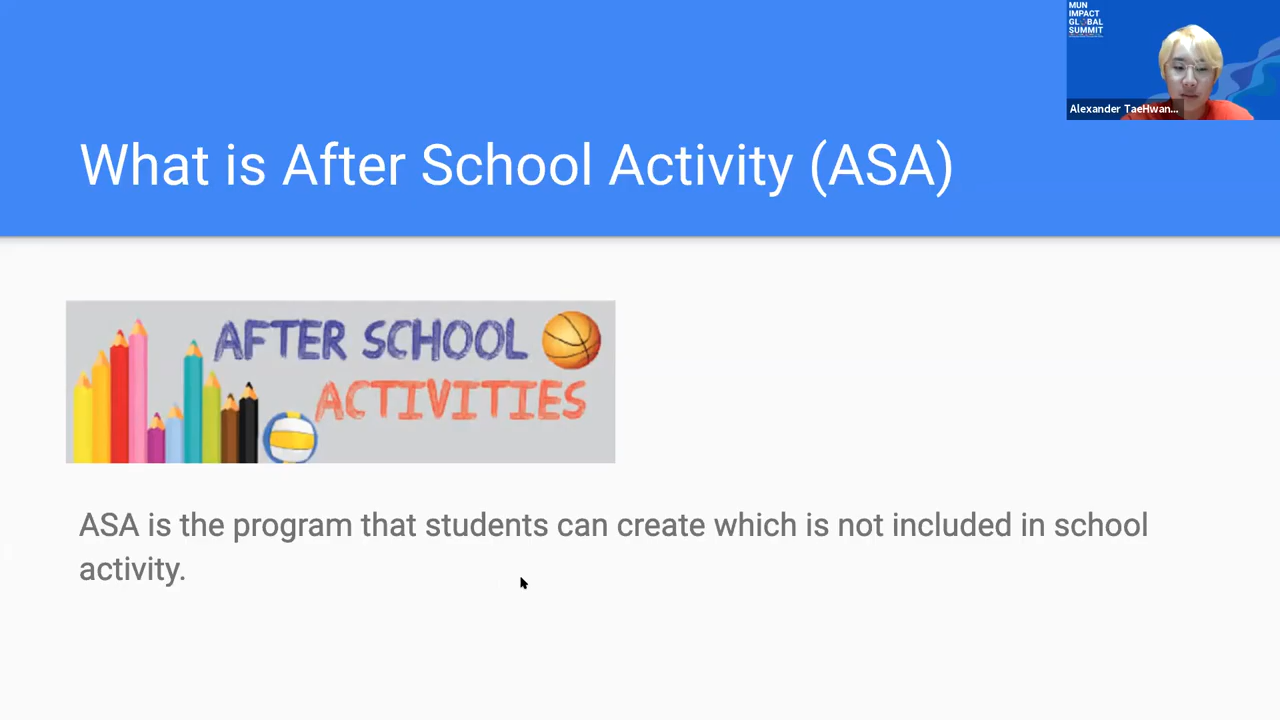 MUN
IMPACT
GLOBAL
SUMMIT
Alexander TaeHwan...
What is After School Activity (ASA)
AFTER SCHOOL
ACTIVITIES
ASA is the program that students can create which is not included in school
activity.